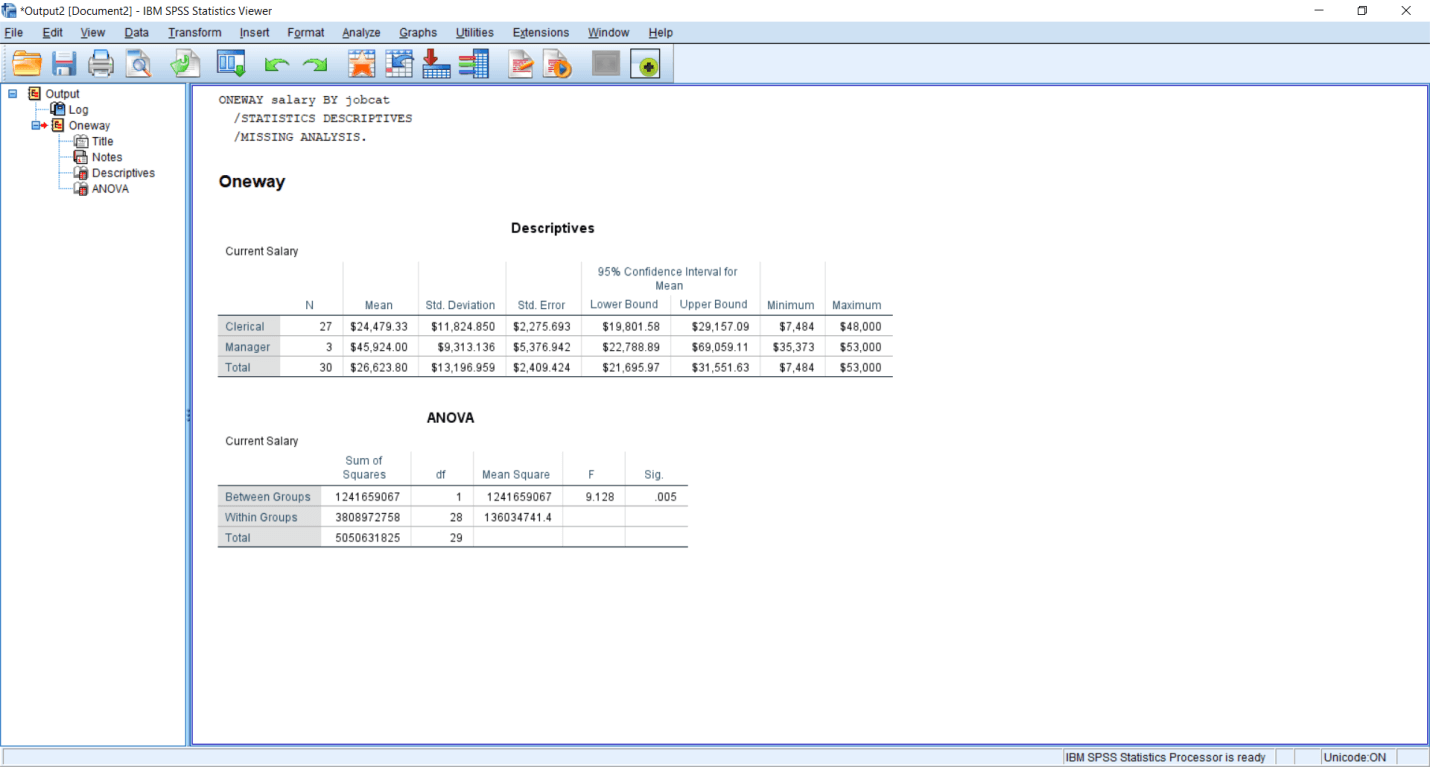 *Output2 [Document2] - IBM SPSS Statistics Viewer
File Edit View Data Transform Insert Format Analyze Graphs Utilities Extensions Window Help
Output
Log
Oneway
Title
Notes
Descriptives
ANOVA
ONEWAY salary BY jobcat
/STATISTICS DESCRIPTIVES
/MISSING ANALYSIS.
Oneway
Descriptives
Current Salary
95% Confidence Interval for
Mean
N Mean Std. Deviation Std. Error Lower Bound Upper Bound Minimum Maximum
Clerical 27 $24,479.33 $11,824.850 $2,275.693 $19,801.58 $29,157.09 $7,484 $48,000
Manager 3 $45,924.00 $9,313.136 $5,376.942 $22,788.89 $69,059.11 $35,373 $53,000
Total 30 $26,623.80 $13,196.959 $2,409.424 $21,695.97 $31,551.63 $7,484 $53,000
ANOVA
Current Salary
Sum of
Squares df Mean Square F Sig.
Between Groups 1241659067 1 1241659067 9.128 .005
Within Groups 3808972758 28 136034741.4
Total 5050631825 29
IBM SPSS Statistics Processor is ready Unicode:ON